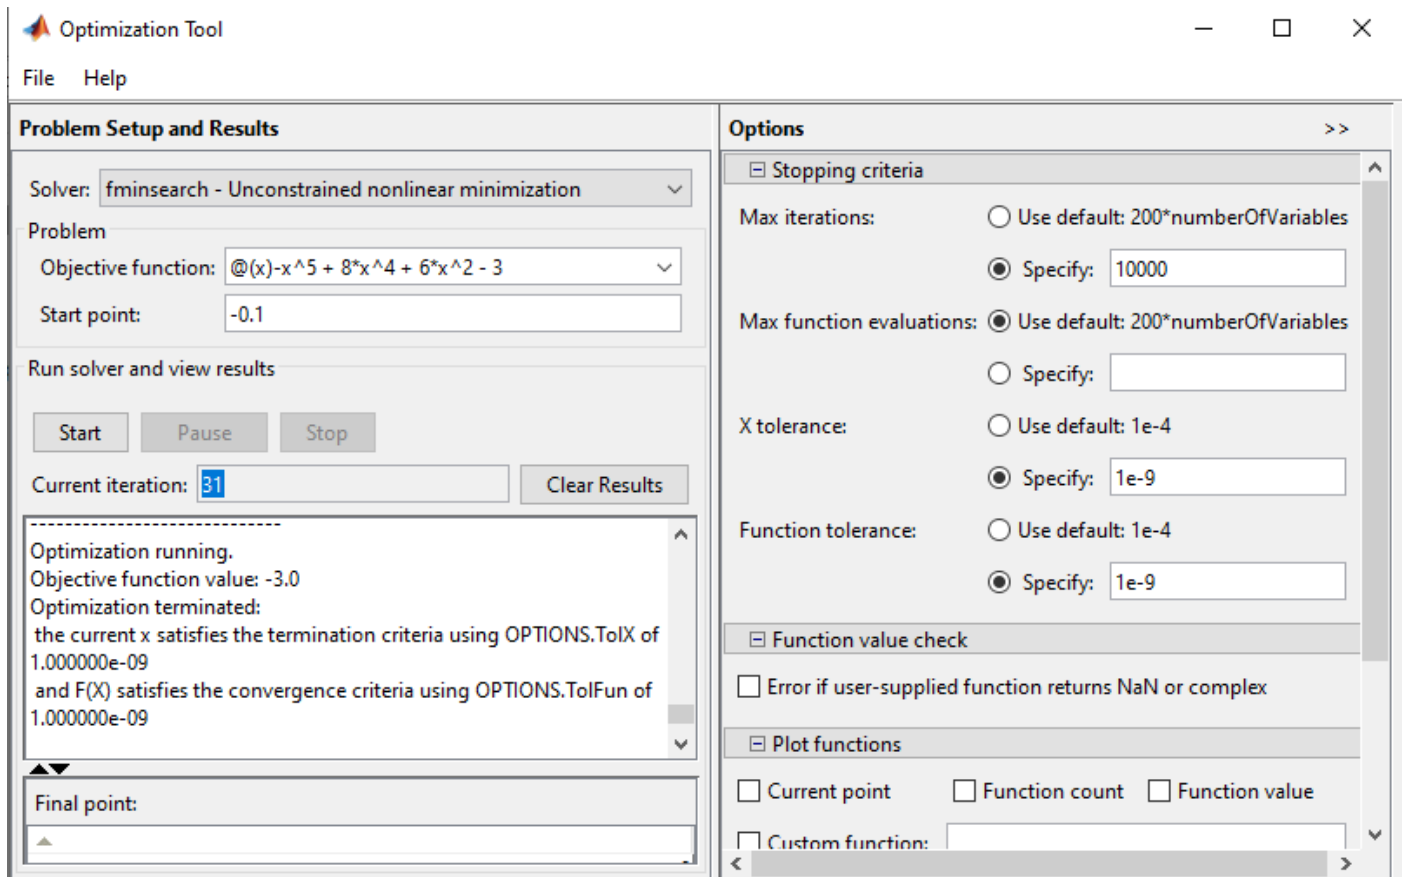 Optimization Tool
File Help
Problem Setup and Results
Solver: fminsearch - Unconstrained nonlinear minimization
Problem
Objective function: @(x)-x^5 + 8*x^4 + 6*x^2 - 3
Start point: -0.1
Run solver and view results
Start Pause Stop
Current iteration: 31 Clear Results
------------------------------
Optimization running.
Objective function value: -3.0
Optimization terminated:
the current x satisfies the termination criteria using OPTIONS.TolX of
1.000000e-09
and F(X) satisfies the convergence criteria using OPTIONS.TolFun of
1.000000e-09
Final point:
Options >>
Stopping criteria
Max iterations: Use default: 200*numberOfVariables
Specify: 10000
Max function evaluations: Use default: 200*numberOfVariables
Specify:
X tolerance: Use default: 1e-4
Specify: 1e-9
Function tolerance: Use default: 1e-4
Specify: 1e-9
Function value check
Error if user-supplied function returns NaN or complex
Plot functions
Current point Function count Function value
Custom function: